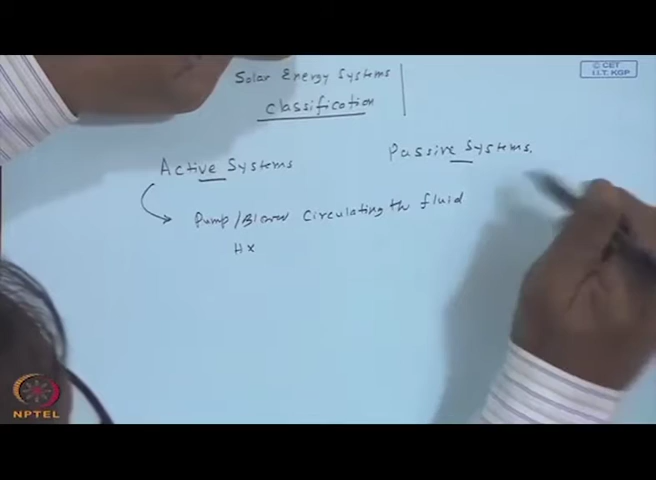 © CET
I.I.T. KGP
Solar Energy Systems
Classification
Active Systems
Passive Systems.
Pump/Blower Circulating the fluid
HX
NPTEL